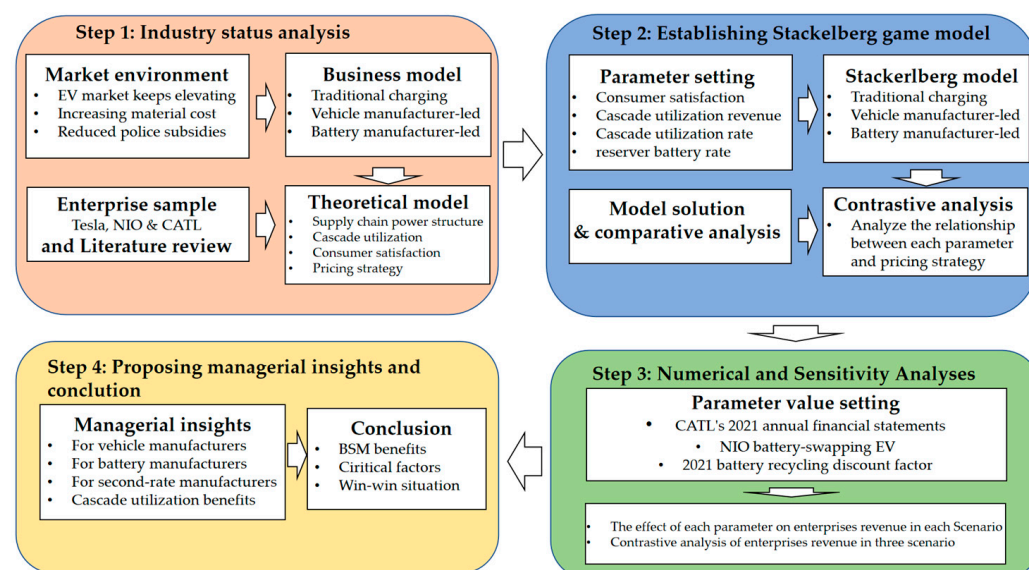 Step 1: Industry status analysis
Market environment
• EV market keeps elevating
• Increasing material cost
• Reduced police subsidies
Business model
• Traditional charging
• Vehicle manufacturer-led
• Battery manufacturer-led
Enterprise sample
Tesla, NIO & CATL
and Literature review
Theoretical model
• Supply chain power structure
• Cascade utilization
• Consumer satisfaction
• Pricing strategy
Step 2: Establishing Stackelberg game model
Parameter setting
• Consumer satisfaction
• Cascade utilization revenue
• Cascade utilization rate
• reserver battery rate
Stackerlberg model
• Traditional charging
• Vehicle manufacturer-led
• Battery manufacturer-led
Model solution
& comparative analysis
Contrastive analysis
• Analyze the relationship
between each parameter
and pricing strategy
Step 4: Proposing managerial insights and
conclution
Managerial insights
• For vehicle manufacturers
• For battery manufacturers
• For second-rate manufacturers
• Cascade utilization benefits
Conclusion
• BSM benefits
• Ciritical factors
• Win-win situation
Step 3: Numerical and Sensitivity Analyses
Parameter value setting
• CATL's 2021 annual financial statements
• NIO battery-swapping EV
• 2021 battery recycling discount factor
• The effect of each parameter on enterprises revenue in each Scenario
• Contrastive analysis of enterprises revenue in three scenario